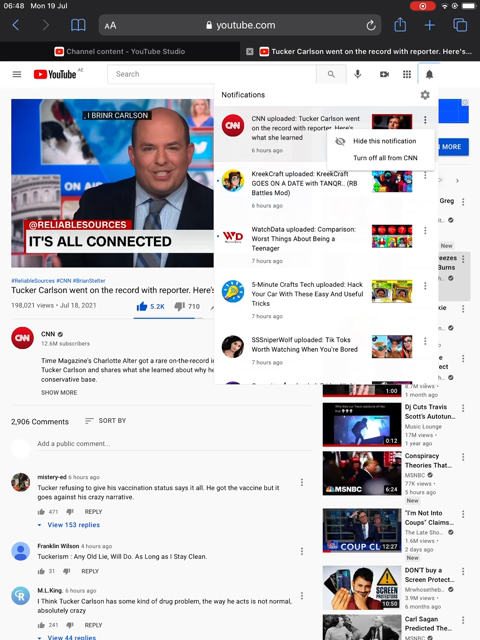 06:48 Mon 19 Jul
AA
youtube.com
Channel content - YouTube Studio
Tucker Carlson went on the record with reporter. Here's...
YouTube AE
Search
Notifications
CNN
CNN uploaded: Tucker Carlson went
on the record with reporter. Here's
what she learned
6 hours ago
Hide this notification
Turn off all from CNN
KreekCraft uploaded: KreekCraft
GOES ON A DATE with TANQR.. (RB
Battles Mod)
6 hours ago
WD
WatchData uploaded: Comparison:
Worst Things About Being a
Teenager
7 hours ago
5-Minute Crafts Tech uploaded: Hack
Your Car With These Easy And Useful
Tricks
7 hours ago
SSSniperWolf uploaded: Tik Toks
Worth Watching When You're Bored
7 hours ago
, I BRINR CARLSON
ON AIR
@RELIABLESOURCES
IT'S ALL CONNECTED
#ReliableSources #CNN #BrianStelter
Tucker Carlson went on the record with reporter. Here's
198,021 views • Jul 18, 2021
5.2K
710
CNN
CNN
12.6M subscribers
Time Magazine's Charlotte Alter got a rare on-the-record
Tucker Carlson and shares what she learned about why he
conservative base.
SHOW MORE
2,906 Comments
SORT BY
Add a public comment...
mistery-ed 6 hours ago
Tucker refusing to give his vaccination status says it all. He got the vaccine but it
goes against his crazy narrative.
471
REPLY
View 153 replies
Franklin Wilson 4 hours ago
Tuckerism : Any Old Lie, Will Do. As Long as I Stay Clean.
31
REPLY
R
M.L.King. 6 hours ago
I Think Tucker Carlson has some kind of drug problem, the way he acts is not normal,
absolutely crazy
241
REPLY
View 44 replies
MORE
Greg
New
Burns
1:00
8.7M views •
1 month ago
0:12
Dj Cuts Travis
Scott's Autotun...
Music Lounge
17M views •
1 year ago
MSNBC
6:24
Conspiracy
Theories That...
MSNBC
77K views •
5 hours ago
New
COUP CL
12:27
"I'm Not Into
Coups" Claims...
The Late Show...
1.6M views •
2 days ago
New
SCREEN
PROTECTORS
10:50
DON'T buy a
Screen Protect...
Mrwhosetheb...
3.9M views •
6 months ago
Carl Sagan
Predicted The...